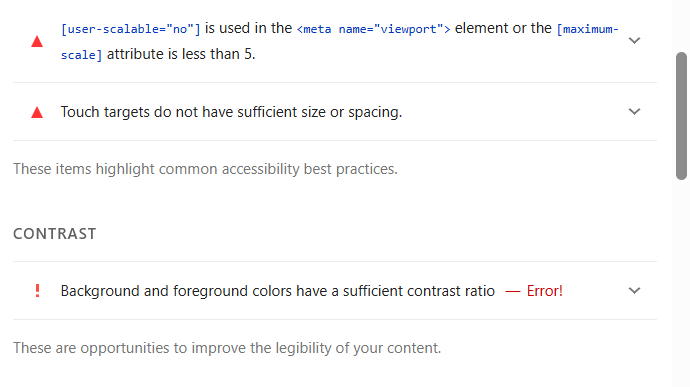 [user-scalable="no"] is used in the <meta name="viewport"> element or the [maximum-
scale] attribute is less than 5.
Touch targets do not have sufficient size or spacing.
These items highlight common accessibility best practices.
CONTRAST
Background and foreground colors have a sufficient contrast ratio — Error!
These are opportunities to improve the legibility of your content.